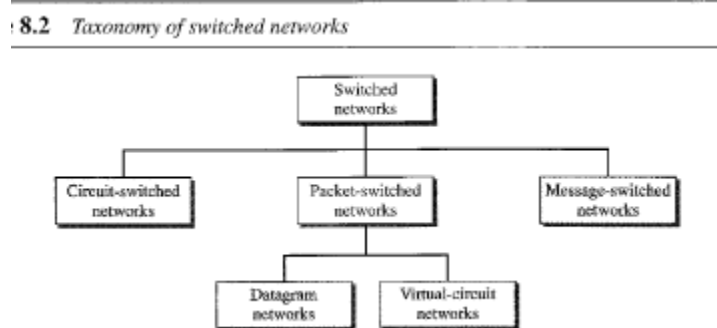 : 8.2 Taxonomy of switched networks
Switched
networks
Circuit-switched
networks
Packet-switched
networks
Message-switched
networks
Datagram
networks
Virtual-circuit
networks